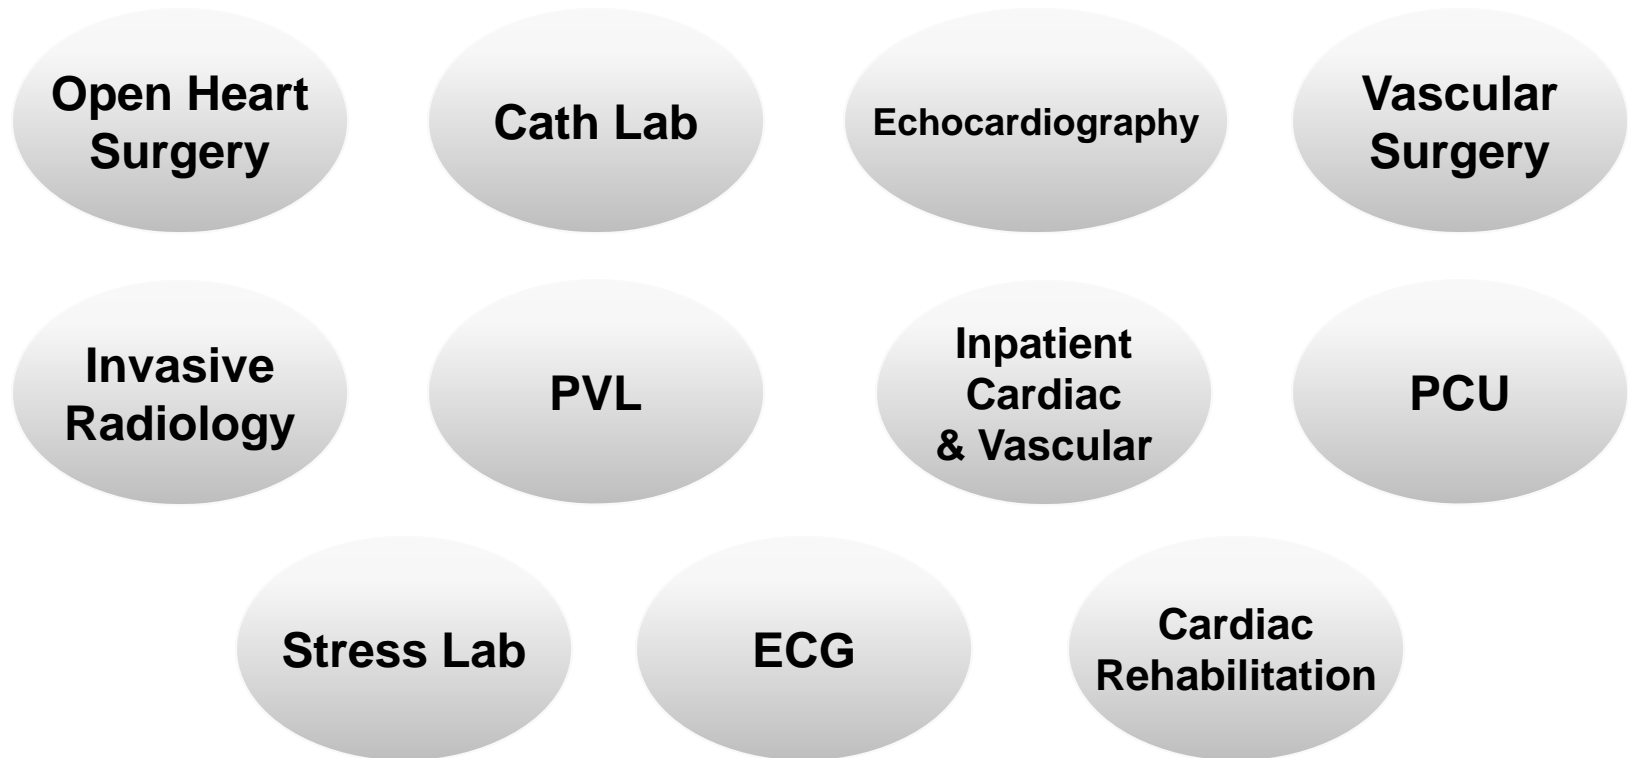 Open Heart
Surgery
Cath Lab
Echocardiography
Vascular
Surgery
Invasive
Radiology
PVL
Inpatient
Cardiac
& Vascular
PCU
Stress Lab
ECG
Cardiac
Rehabilitation